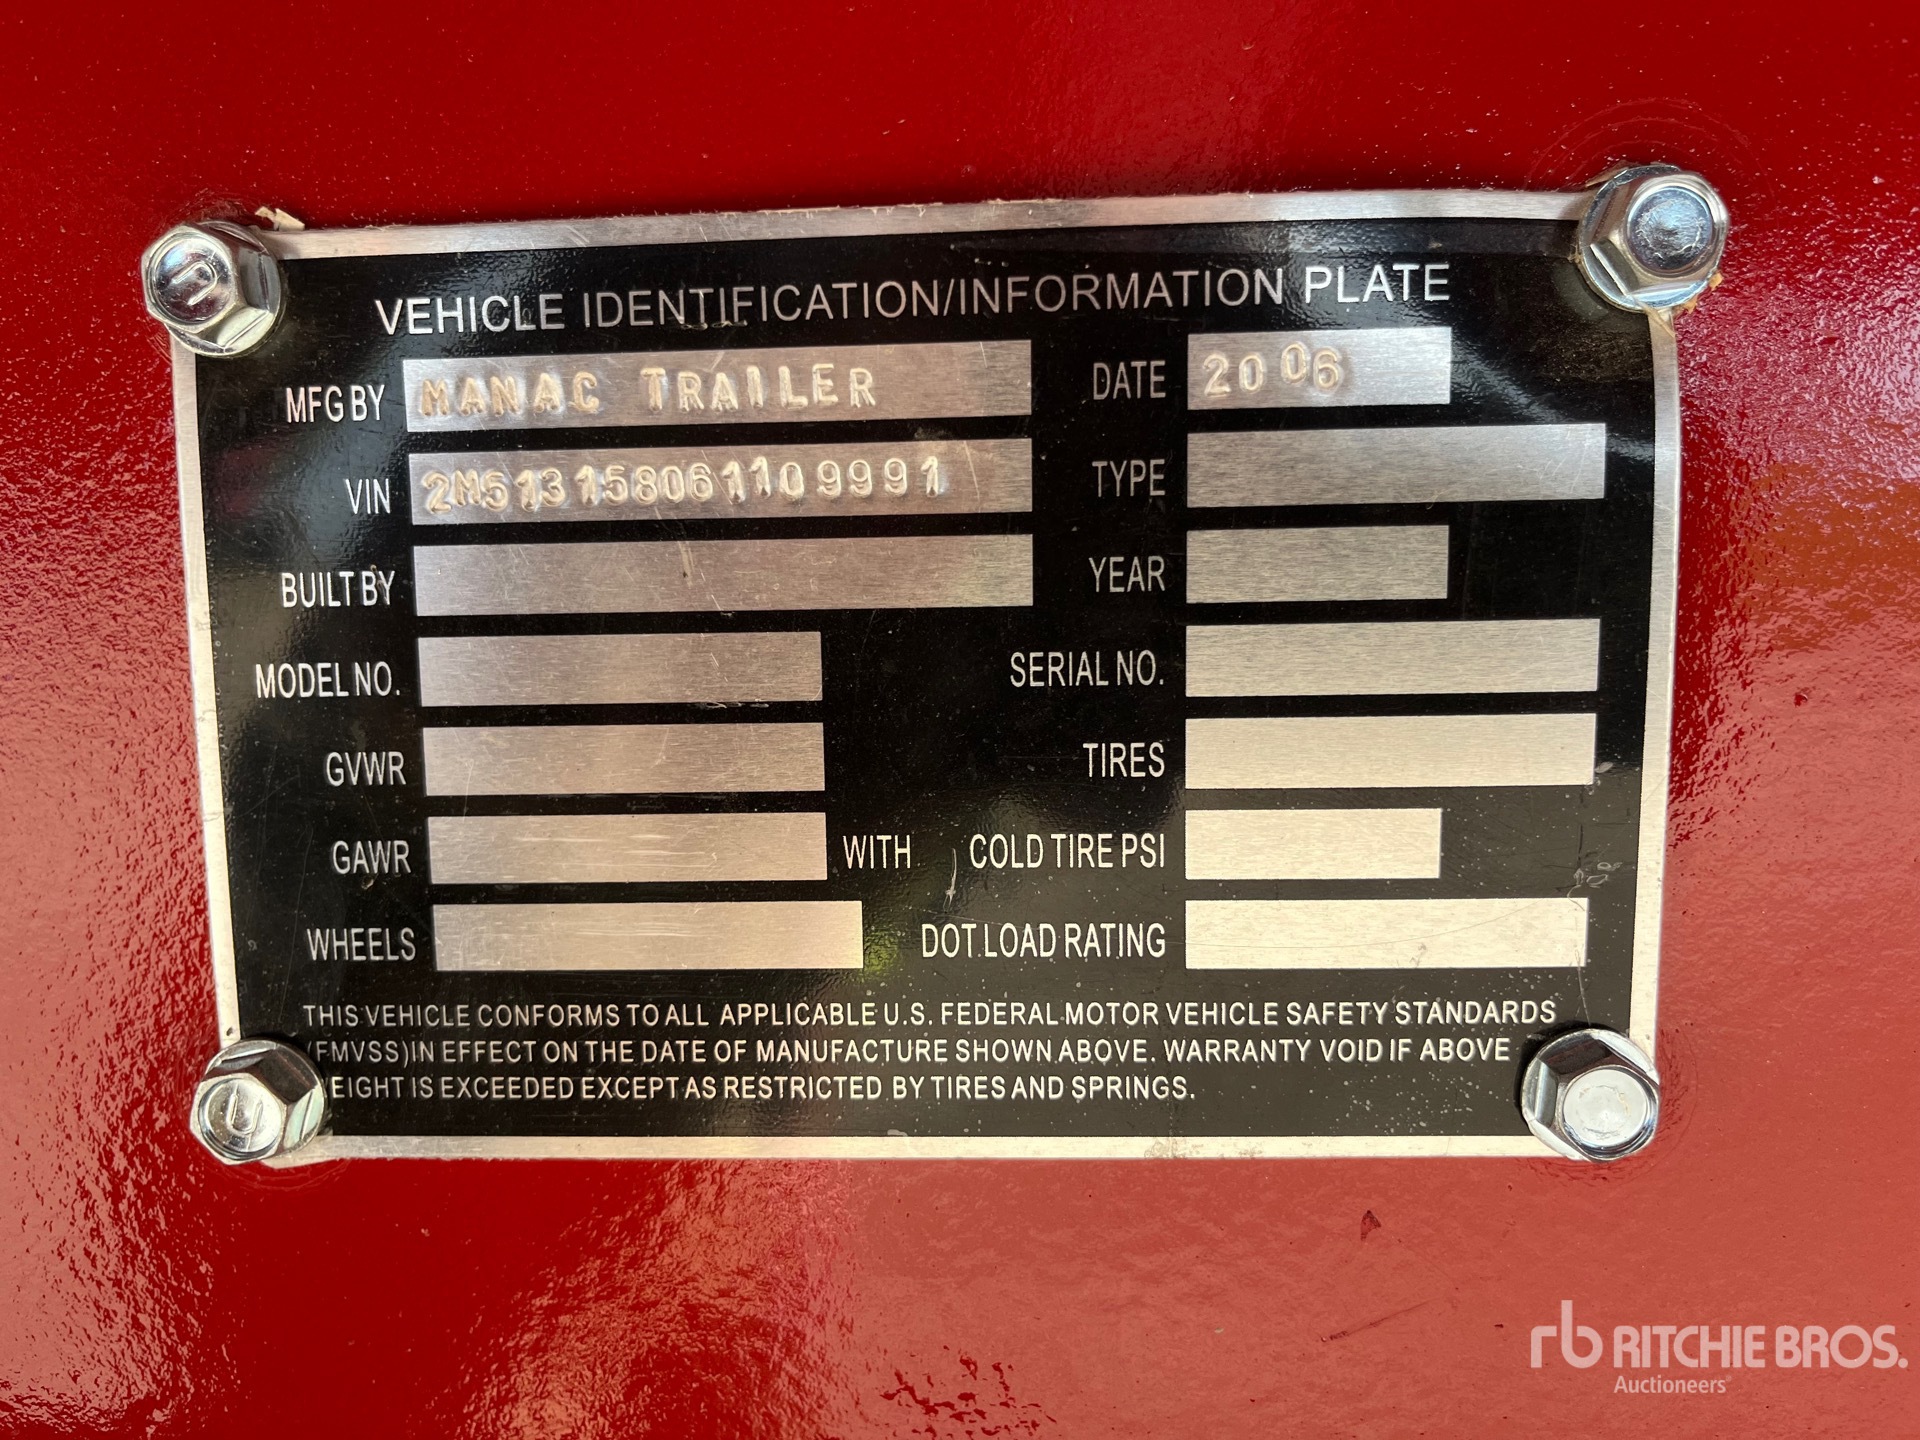 VEHICLE IDENTIFICATION/INFORMATION PLATE
MFG BY MANAC TRAILER DATE 2006
VIN 2M513158061109991 TYPE
BUILT BY YEAR
MODEL NO. SERIAL NO.
GVWR TIRES
GAWR WITH COLD TIRE PSI
WHEELS DOT LOAD RATING
THIS VEHICLE CONFORMS TO ALL APPLICABLE U.S. FEDERAL MOTOR VEHICLE SAFETY STANDARDS
(FMVSS) IN EFFECT ON THE DATE OF MANUFACTURE SHOWN ABOVE. WARRANTY VOID IF ABOVE
EIGHT IS EXCEEDED EXCEPT AS RESTRICTED BY TIRES AND SPRINGS.
rb RITCHIE BROS.
Auctioneers